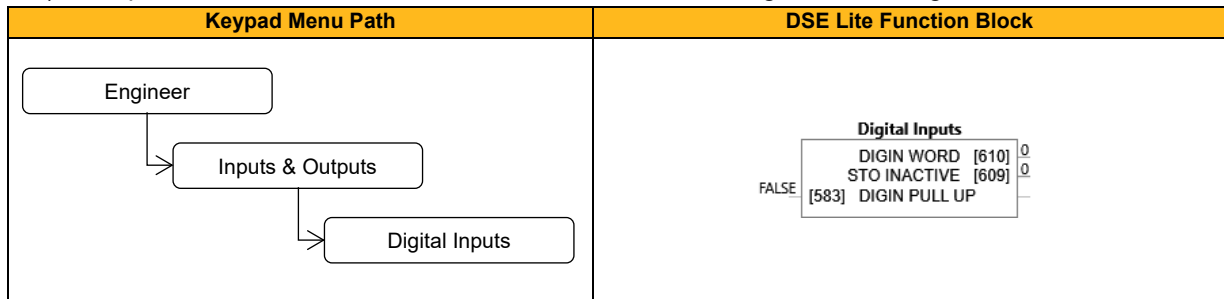 Keypad Menu Path
DSE Lite Function Block
Engineer
Inputs & Outputs
Digital Inputs
Digital Inputs
DIGIN WORD [610] 0
STO INACTIVE [609] 0
FALSE [583] DIGIN PULL UP